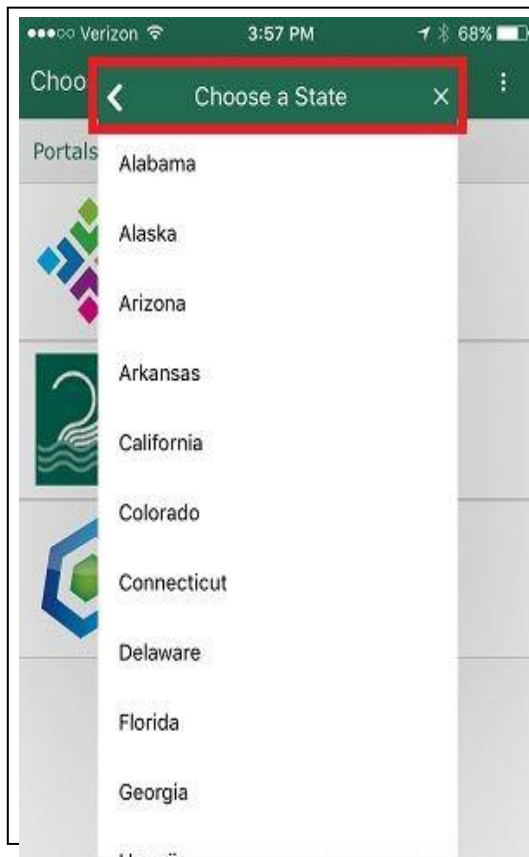 Verizon 3:57 PM 68%
Choo
Choose a State
Portals
Alabama
Alaska
Arizona
Arkansas
California
Colorado
Connecticut
Delaware
Florida
Georgia